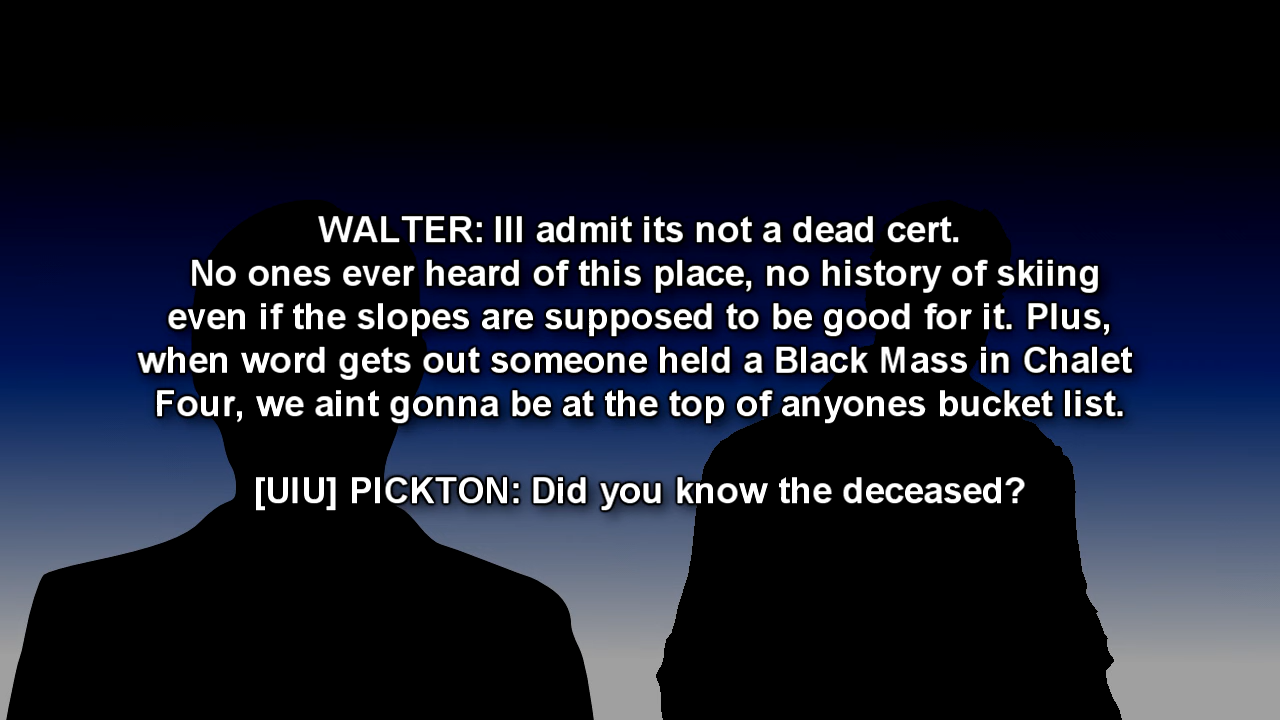 WALTER: Ill admit its not a dead cert.
No ones ever heard of this place, no history of skiing
even if the slopes are supposed to be good for it. Plus,
when word gets out someone held a Black Mass in Chalet
Four, we aint gonna be at the top of anyones bucket list.
[UIU] PICKTON: Did you know the deceased?